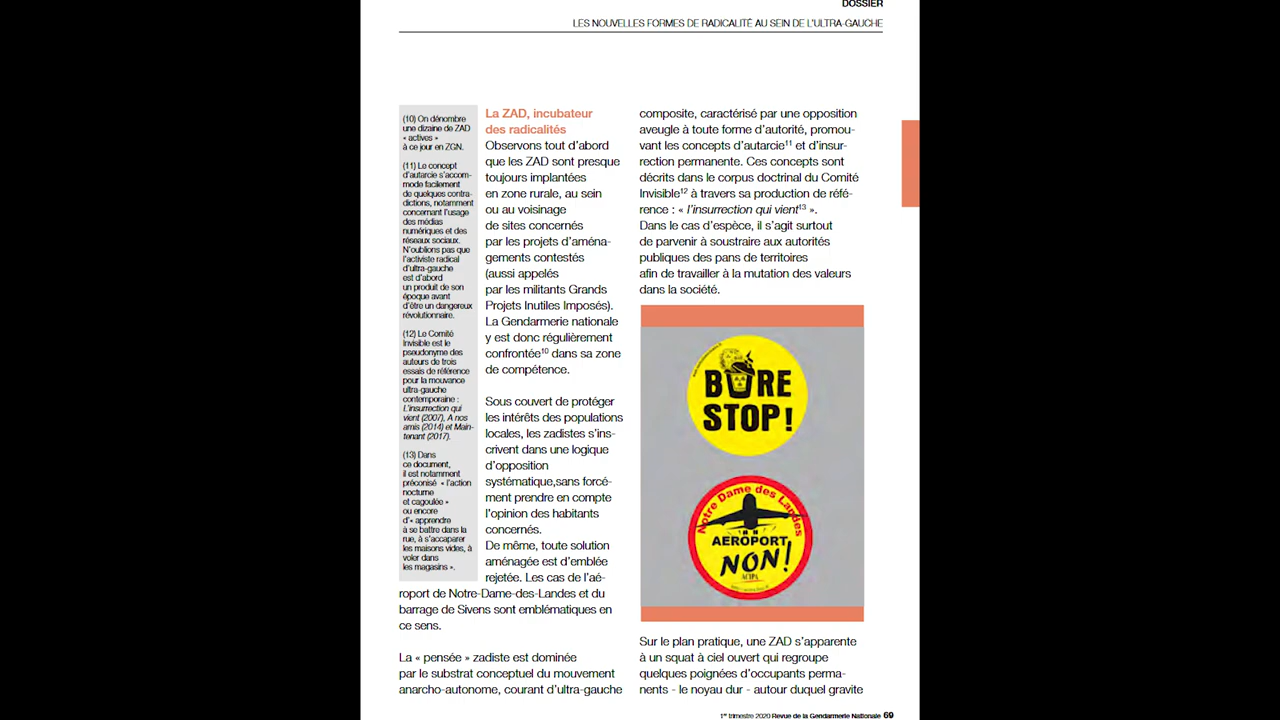 DOSSIER
LES NOUVELLES FORMES DE RADICALITÉ AU SEIN DE L'ULTRA-GAUCHE
(10) On dénombre
une dizaine de ZAD
« actives »
à ce jour en ZGN.
(11) Le concept
d'autarcie s'accom-
mode facilement
de quelques contra-
dictions, notamment
concernant l'usage
des médias
numériques et des
réseaux sociaux.
N'oublions pas que
l'activiste radical
d'ultra-gauche
est d'abord
un produit de son
époque avant
d'être un dangereux
révolutionnaire.
(12) Le Comité
Invisible est le
pseudonyme des
auteurs de trois
essais de référence
pour la mouvance
ultra-gauche
contemporaine :
L'insurrection qui
vient (2007), A nos
amis (2014) et Main-
tenant (2017).
(13) Dans
ce document,
il est notamment
préconisé « l'action
nocturne
et cagoulée »
ou encore
d'« apprendre
à se battre dans la
rue, à s'accaparer
les maisons vides, à
voler dans
les magasins ».
La ZAD, incubateur
des radicalités
Observons tout d'abord
que les ZAD sont presque
toujours implantées
en zone rurale, au sein
ou au voisinage
de sites concernés
par les projets d'aména-
gements contestés
(aussi appelés
par les militants Grands
Projets Inutiles Imposés).
La Gendarmerie nationale
y est donc régulièrement
confrontée10 dans sa zone
de compétence.
Sous couvert de protéger
les intérêts des populations
locales, les zadistes s'ins-
crivent dans une logique
d'opposition
systématique,sans forcé-
ment prendre en compte
l'opinion des habitants
concernés.
De même, toute solution
aménagée est d'emblée
rejetée. Les cas de l'aé-
roport de Notre-Dame-des-Landes et du
barrage de Sivens sont emblématiques en
ce sens.
La « pensée » zadiste est dominée
par le substrat conceptuel du mouvement
anarcho-autonome, courant d'ultra-gauche
composite, caractérisé par une opposition
aveugle à toute forme d'autorité, promou-
vant les concepts d'autarcie11 et d'insur-
rection permanente. Ces concepts sont
décrits dans le corpus doctrinal du Comité
Invisible12 à travers sa production de réfé-
rence : « l'insurrection qui vient13 ».
Dans le cas d'espèce, il s'agit surtout
de parvenir à soustraire aux autorités
publiques des pans de territoires
afin de travailler à la mutation des valeurs
dans la société.
BURE
STOP !
Notre Dame des Landes
AEROPORT
NON !
ACIPA
Sur le plan pratique, une ZAD s'apparente
à un squat à ciel ouvert qui regroupe
quelques poignées d'occupants perma-
nents - le noyau dur - autour duquel gravite
1er trimestre 2020 Revue de la Gendarmerie Nationale 69